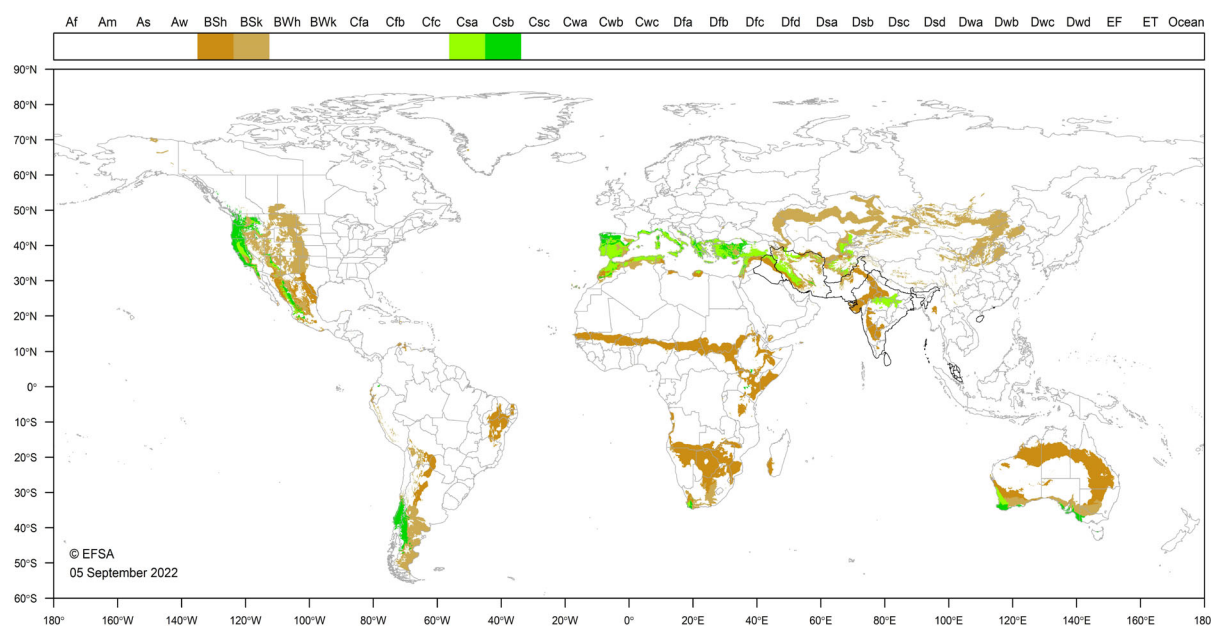 Af Am As Aw BSh BSk BWh BWk Cfa Cfb Cfc Csa Csb Csc Cwa Cwb Cwc Dfa Dfb Dfc Dfd Dsa Dsb Dsc Dsd Dwa Dwb Dwc Dwd EF ET Ocean
90°N
80°N
70°N
60°N
50°N
40°N
30°N
20°N
10°N
0°
10°S
20°S
30°S
40°S
50°S
60°S
© EFSA
05 September 2022
180° 160°W 140°W 120°W 100°W 80°W 60°W 40°W 20°W 0° 20°E 40°E 60°E 80°E 100°E 120°E 140°E 160°E 180